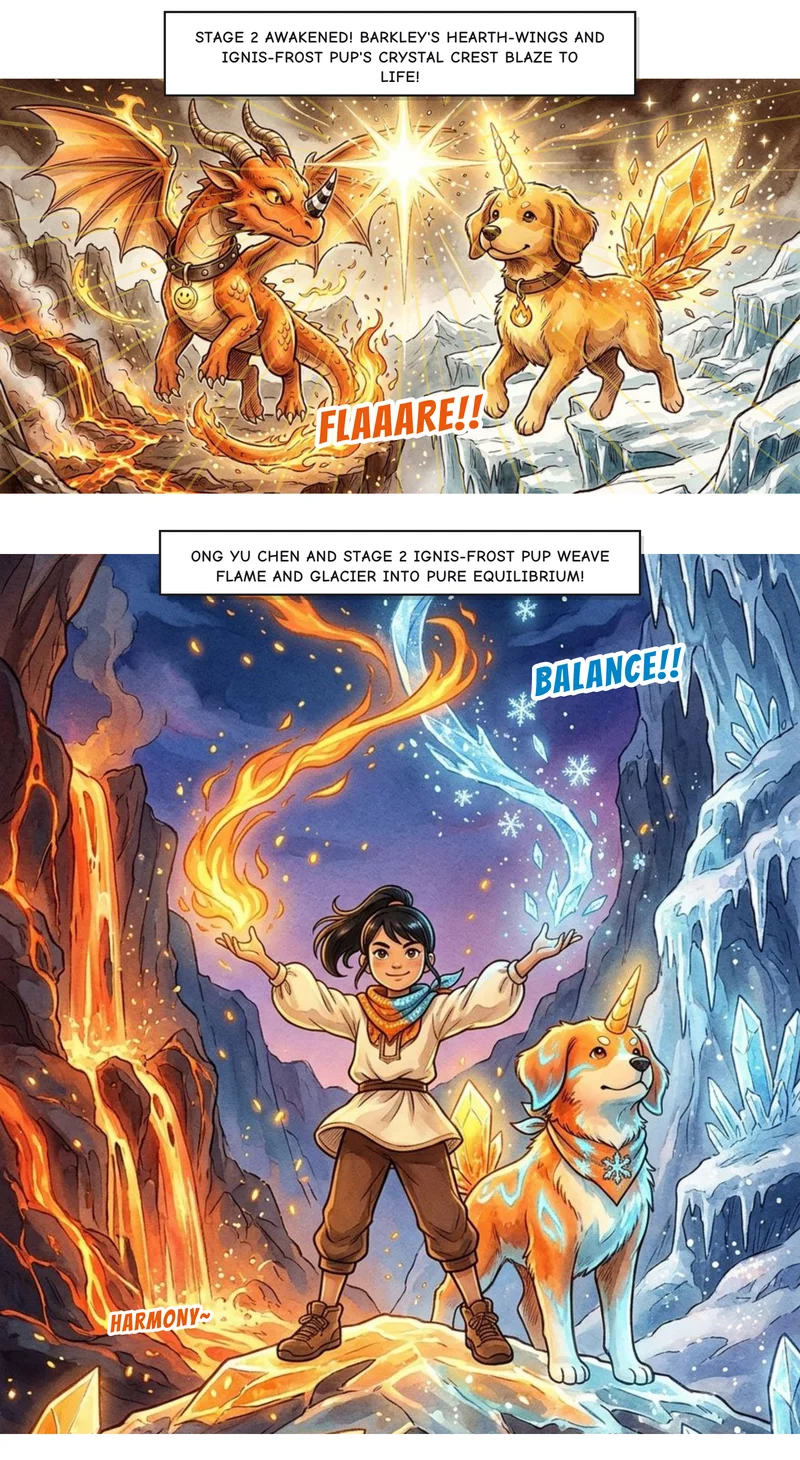 STAGE 2 AWAKENED! BARKLEY'S HEARTH-WINGS AND
IGNIS-FROST PUP'S CRYSTAL CREST BLAZE TO
LIFE!
FLAAARE!!
ONG YU CHEN AND STAGE 2 IGNIS-FROST PUP WEAVE
FLAME AND GLACIER INTO PURE EQUILIBRIUM!
BALANCE!!
HARMONY~